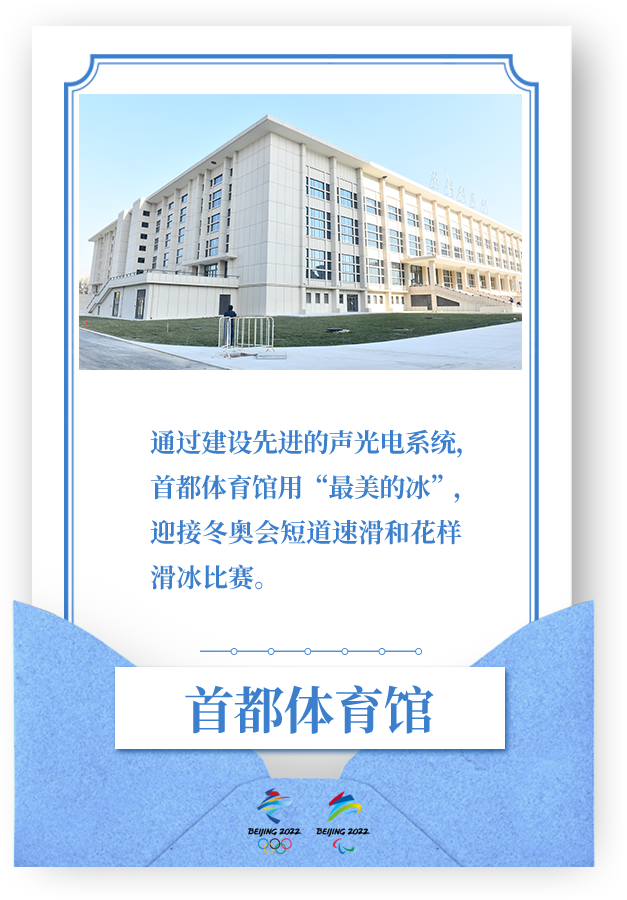 通过建设先进的声光电系统,
首都体育馆用“最美的冰”,
迎接冬奥会短道速滑和花样
滑冰比赛。
首都体育馆
BEIJING 2022 BEIJING 2022